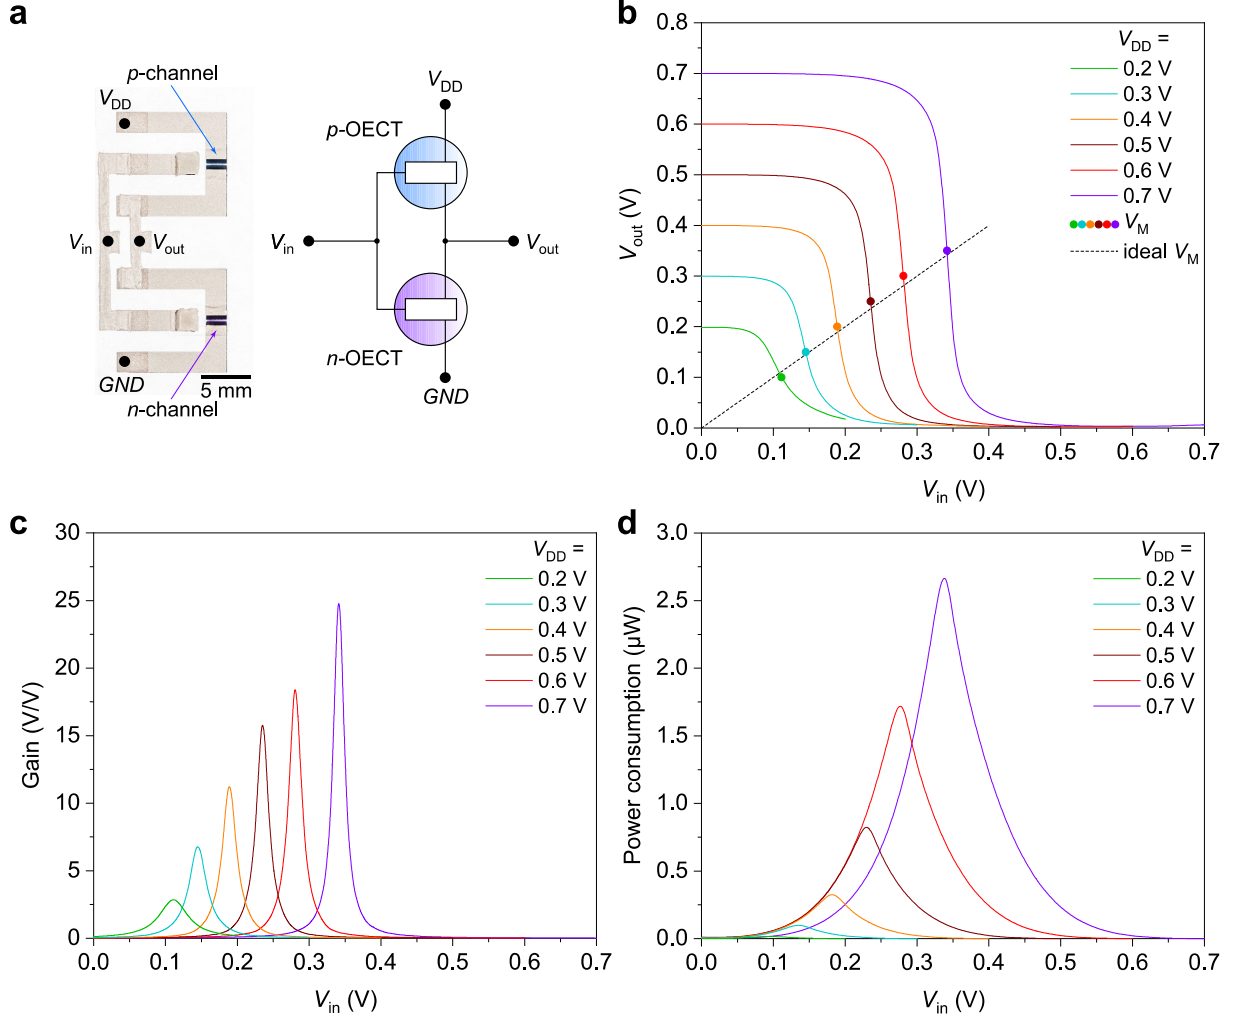 a
p-channel
VDD
Vin
Vout
GND
5 mm
n-channel
VDD
p-OECT
Vin
Vout
n-OECT
GND
b
0.8
0.7
0.6
0.5
0.4
0.3
0.2
0.1
0.0
Vout (V)
0.0 0.1 0.2 0.3 0.4 0.5 0.6 0.7
Vin (V)
VDD =
0.2 V
0.3 V
0.4 V
0.5 V
0.6 V
0.7 V
VM
ideal VM
c
30
25
20
15
10
5
0
Gain (V/V)
0.0 0.1 0.2 0.3 0.4 0.5 0.6 0.7
Vin (V)
VDD =
0.2 V
0.3 V
0.4 V
0.5 V
0.6 V
0.7 V
d
3.0
2.5
2.0
1.5
1.0
0.5
0.0
Power consumption (µW)
0.0 0.1 0.2 0.3 0.4 0.5 0.6 0.7
Vin (V)
VDD =
0.2 V
0.3 V
0.4 V
0.5 V
0.6 V
0.7 V